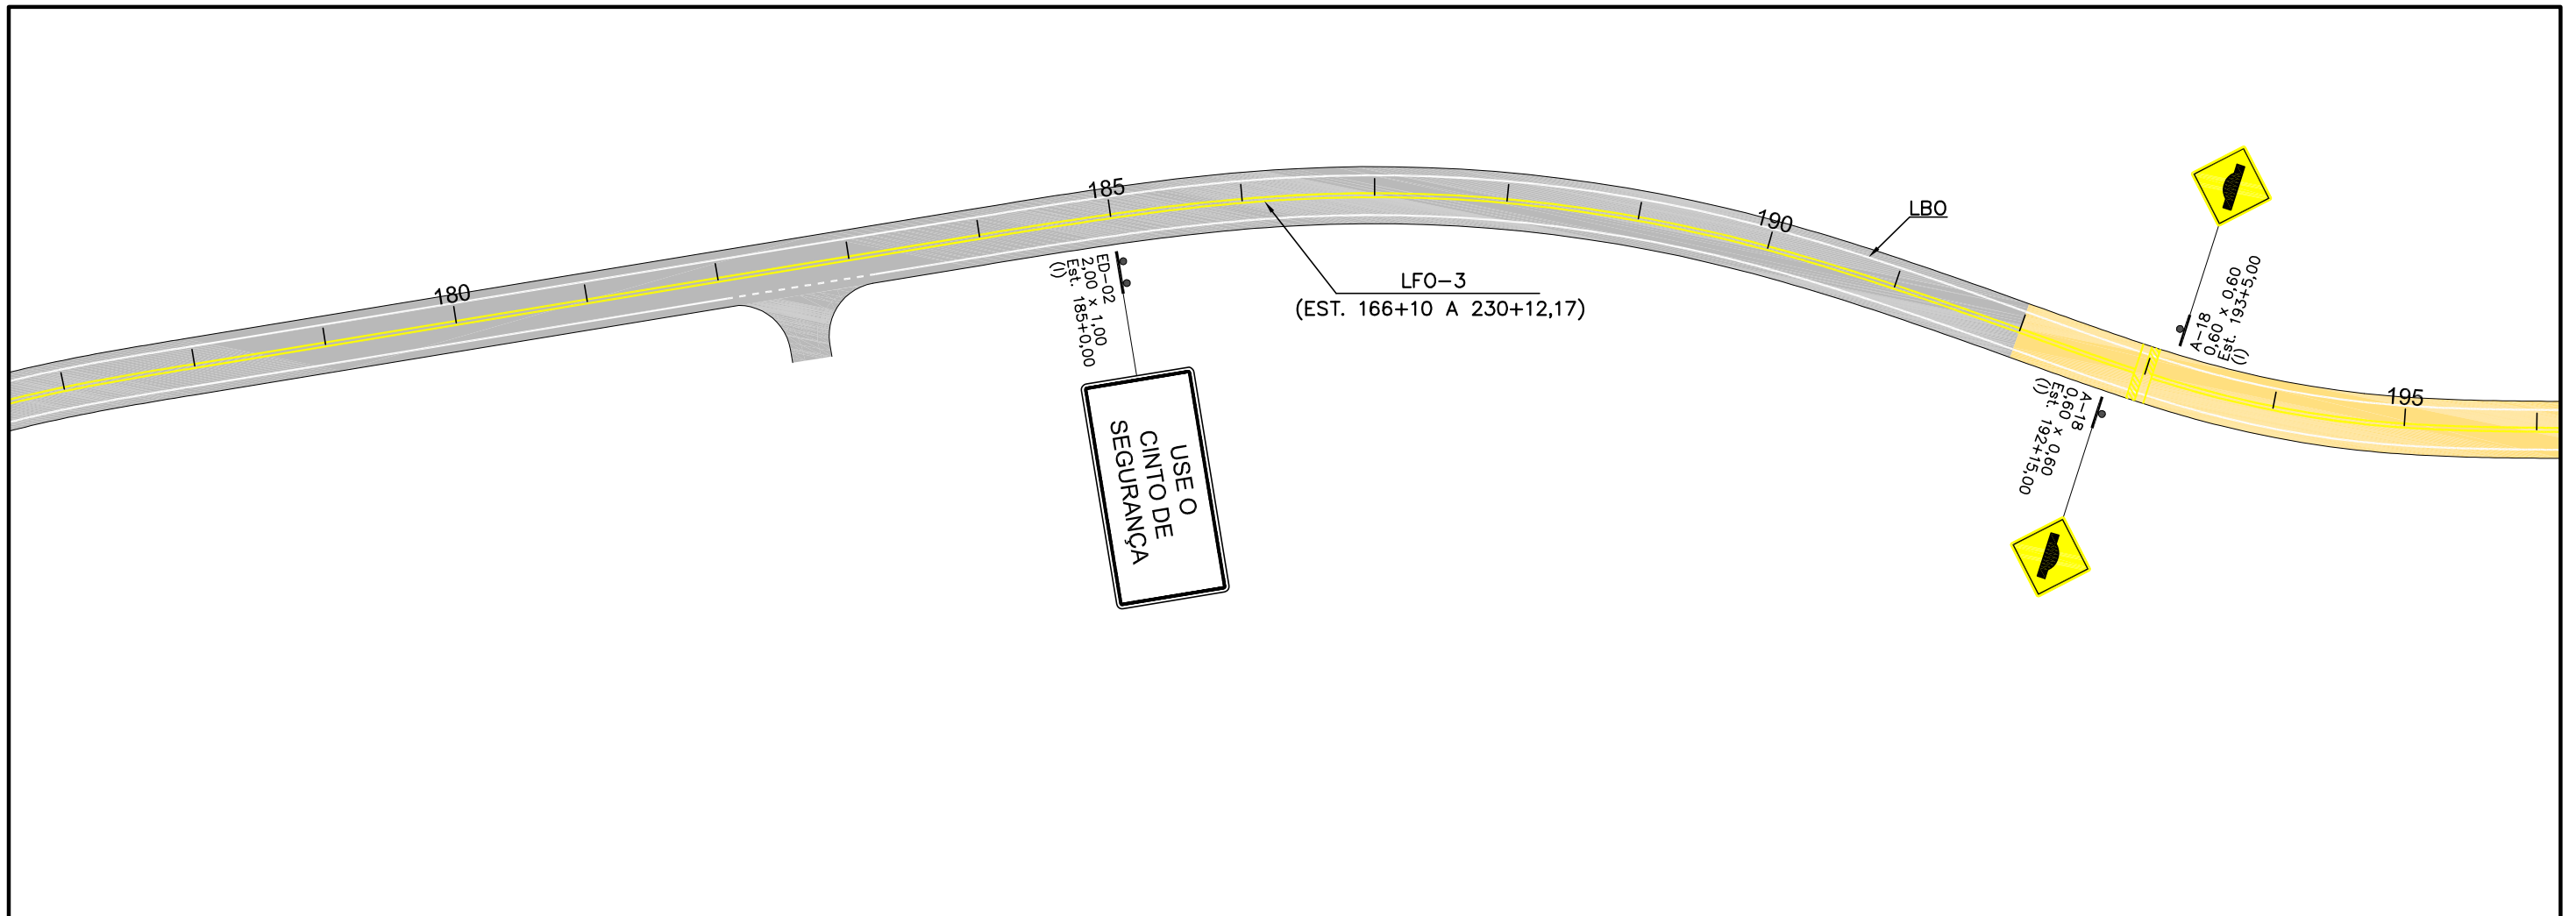 180
185
190
195
LBO
LFO-3
(EST. 166+10 A 230+12,17)
ED-02
2,00 x 1,00
Est. 185+0,00
(I)
USE O
CINTO DE
SEGURANÇA
A-18
0,60 x 0,60
Est. 193+5,00
(I)
A-18
0,60 x 0,60
Est. 192+15,00
(I)